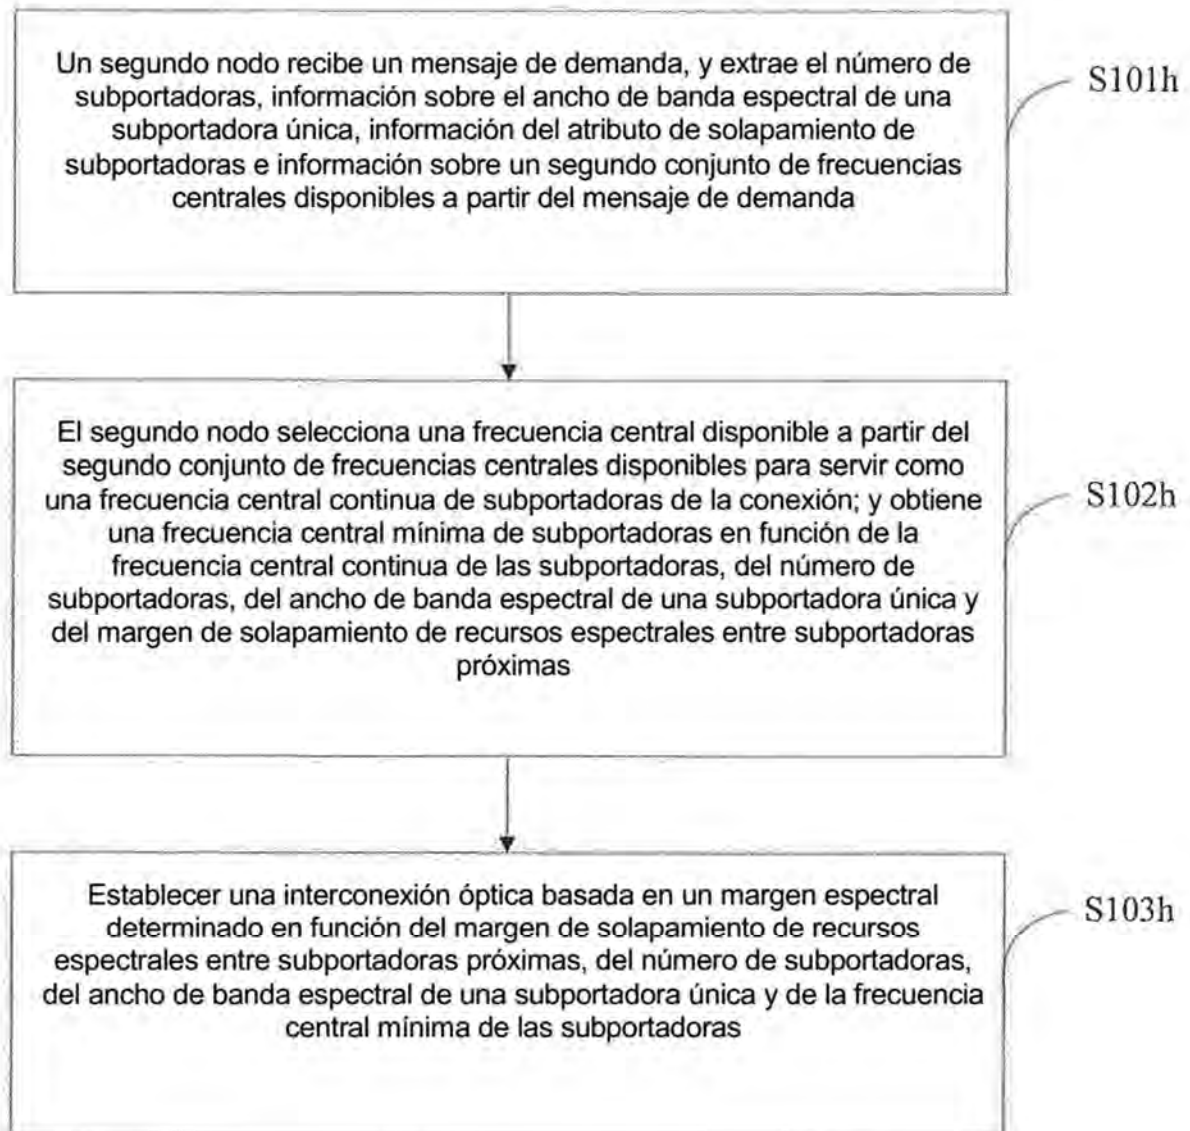 Un segundo nodo recibe un mensaje de demanda, y extrae el número de
subportadoras, información sobre el ancho de banda espectral de una
subportadora única, información del atributo de solapamiento de
subportadoras e información sobre un segundo conjunto de frecuencias
centrales disponibles a partir del mensaje de demanda
S101h
El segundo nodo selecciona una frecuencia central disponible a partir del
segundo conjunto de frecuencias centrales disponibles para servir como
una frecuencia central continua de subportadoras de la conexión; y obtiene
una frecuencia central mínima de subportadoras en función de la
frecuencia central continua de las subportadoras, del número de
subportadoras, del ancho de banda espectral de una subportadora única y
del margen de solapamiento de recursos espectrales entre subportadoras
próximas
S102h
Establecer una interconexión óptica basada en un margen espectral
determinado en función del margen de solapamiento de recursos
espectrales entre subportadoras próximas, del número de subportadoras,
del ancho de banda espectral de una subportadora única y de la frecuencia
central mínima de las subportadoras
S103h